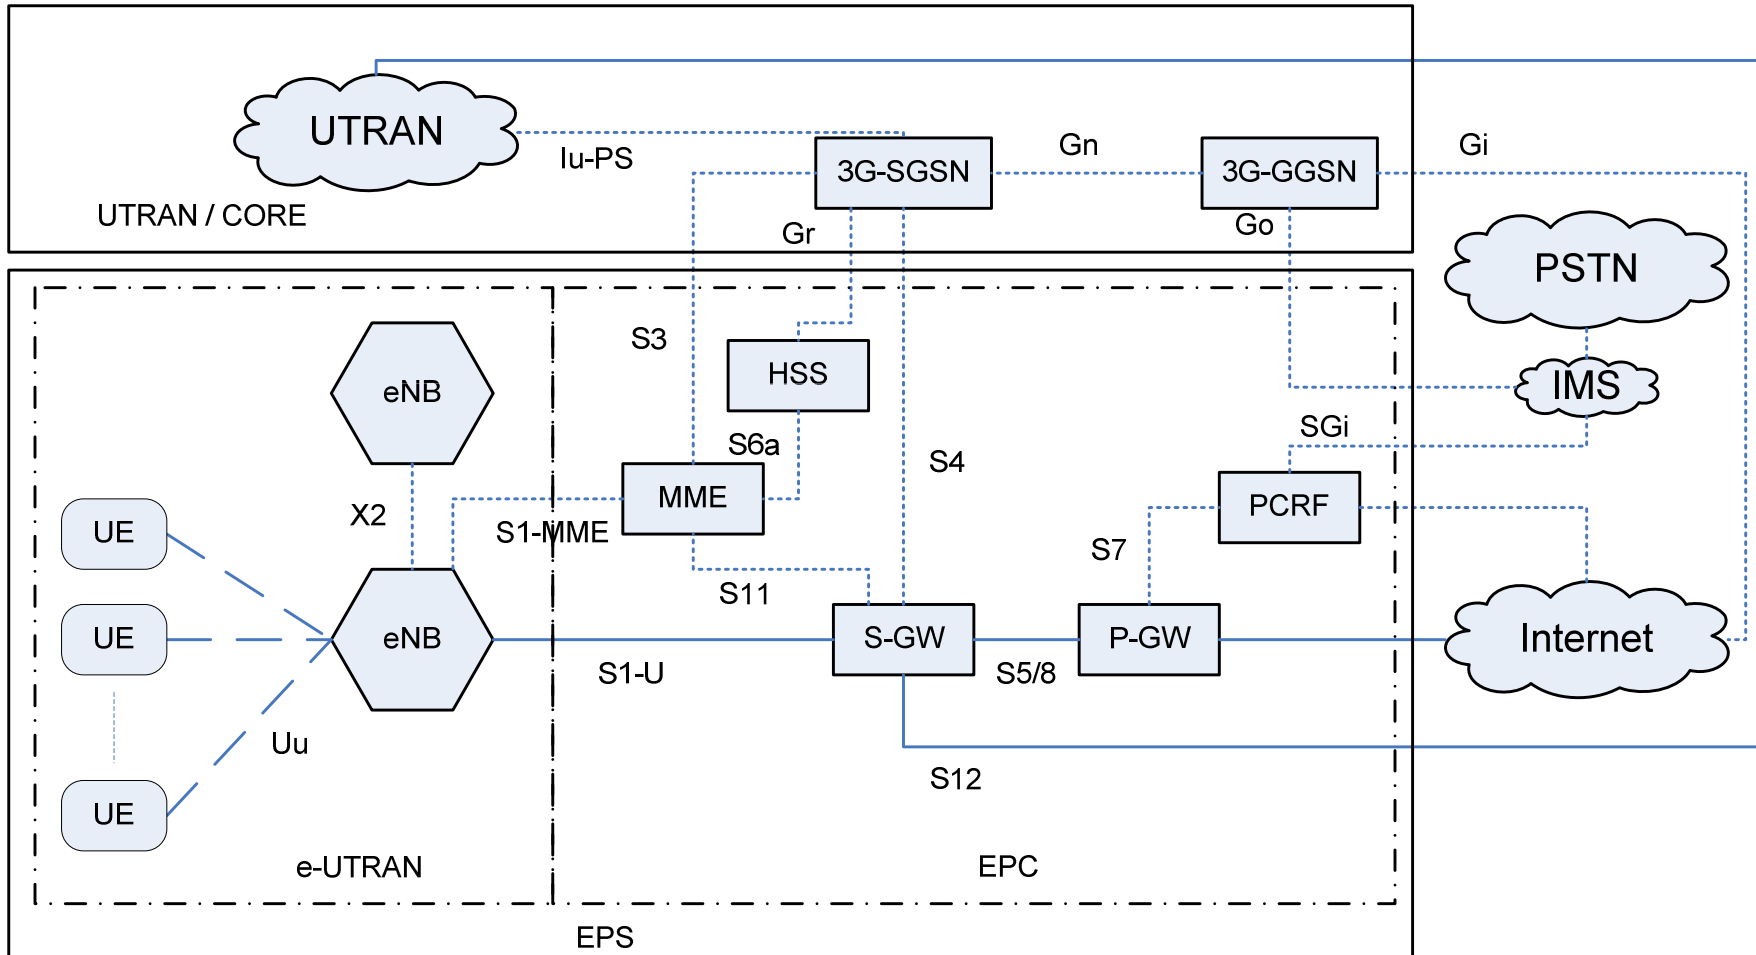 UTRAN
Iu-PS
3G-SGSN
Gn
3G-GGSN
Gi
UTRAN / CORE
Gr
Go
PSTN
S3
HSS
IMS
eNB
S6a
S4
SGi
MME
PCRF
X2
S1-MME
UE
S7
S11
UE
eNB
S-GW
P-GW
Internet
S1-U
S5/8
Uu
S12
UE
e-UTRAN
EPC
EPS